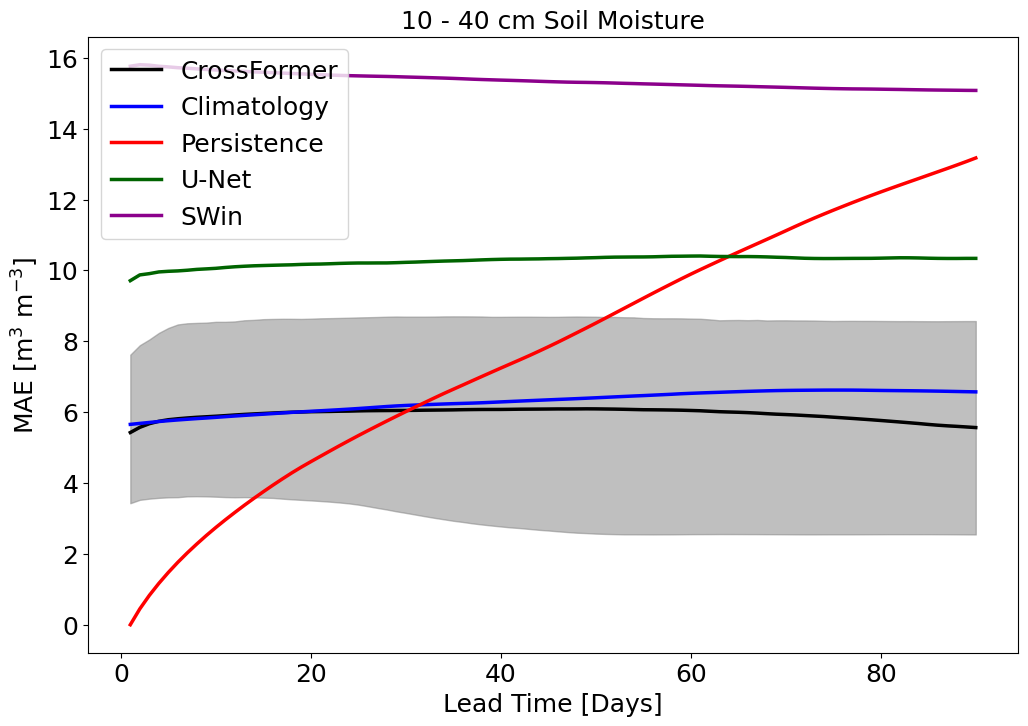 10 - 40 cm Soil Moisture
MAE [m³ m⁻³]
16
14
12
10
8
6
4
2
0
CrossFormer
Climatology
Persistence
U-Net
SWin
0 20 40 60 80
Lead Time [Days]